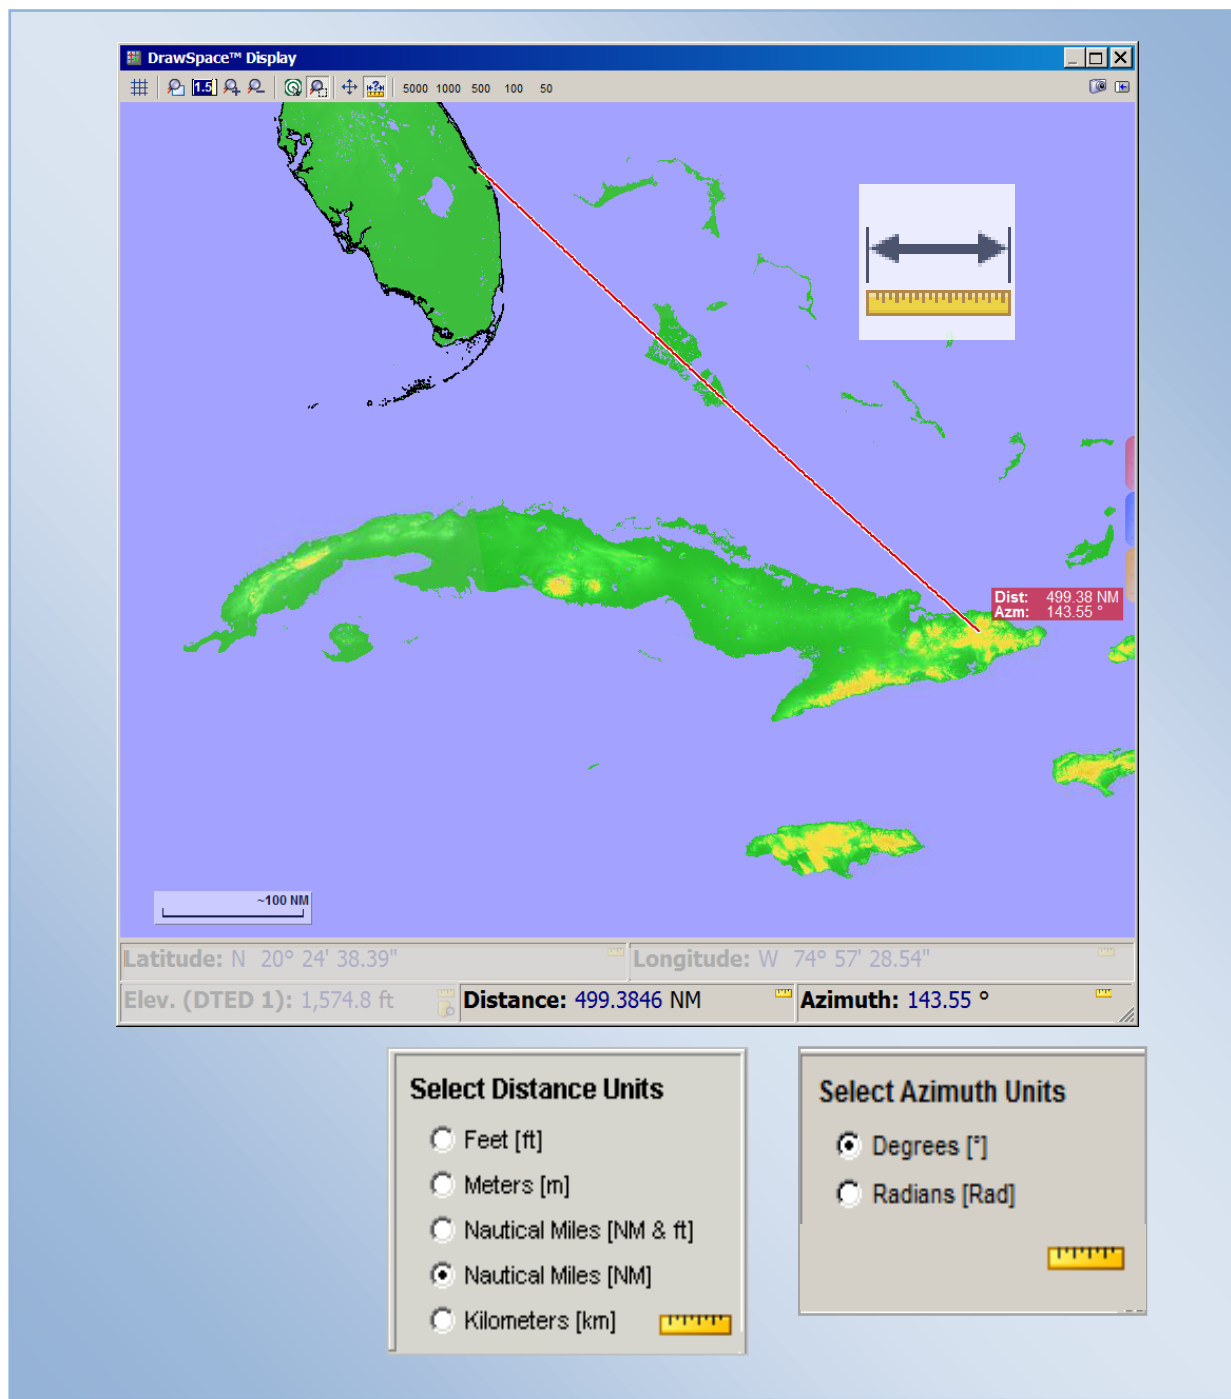 DrawSpace™ Display
1.5 5000 1000 500 100 50
Dist: 499.38 NM
Azm: 143.55 °
~100 NM
Latitude: N 20° 24' 38.39" Longitude: W 74° 57' 28.54"
Elev. (DTED 1): 1,574.8 ft Distance: 499.3846 NM Azimuth: 143.55 °
Select Distance Units
Feet [ft]
Meters [m]
Nautical Miles [NM & ft]
Nautical Miles [NM]
Kilometers [km]
Select Azimuth Units
Degrees [°]
Radians [Rad]